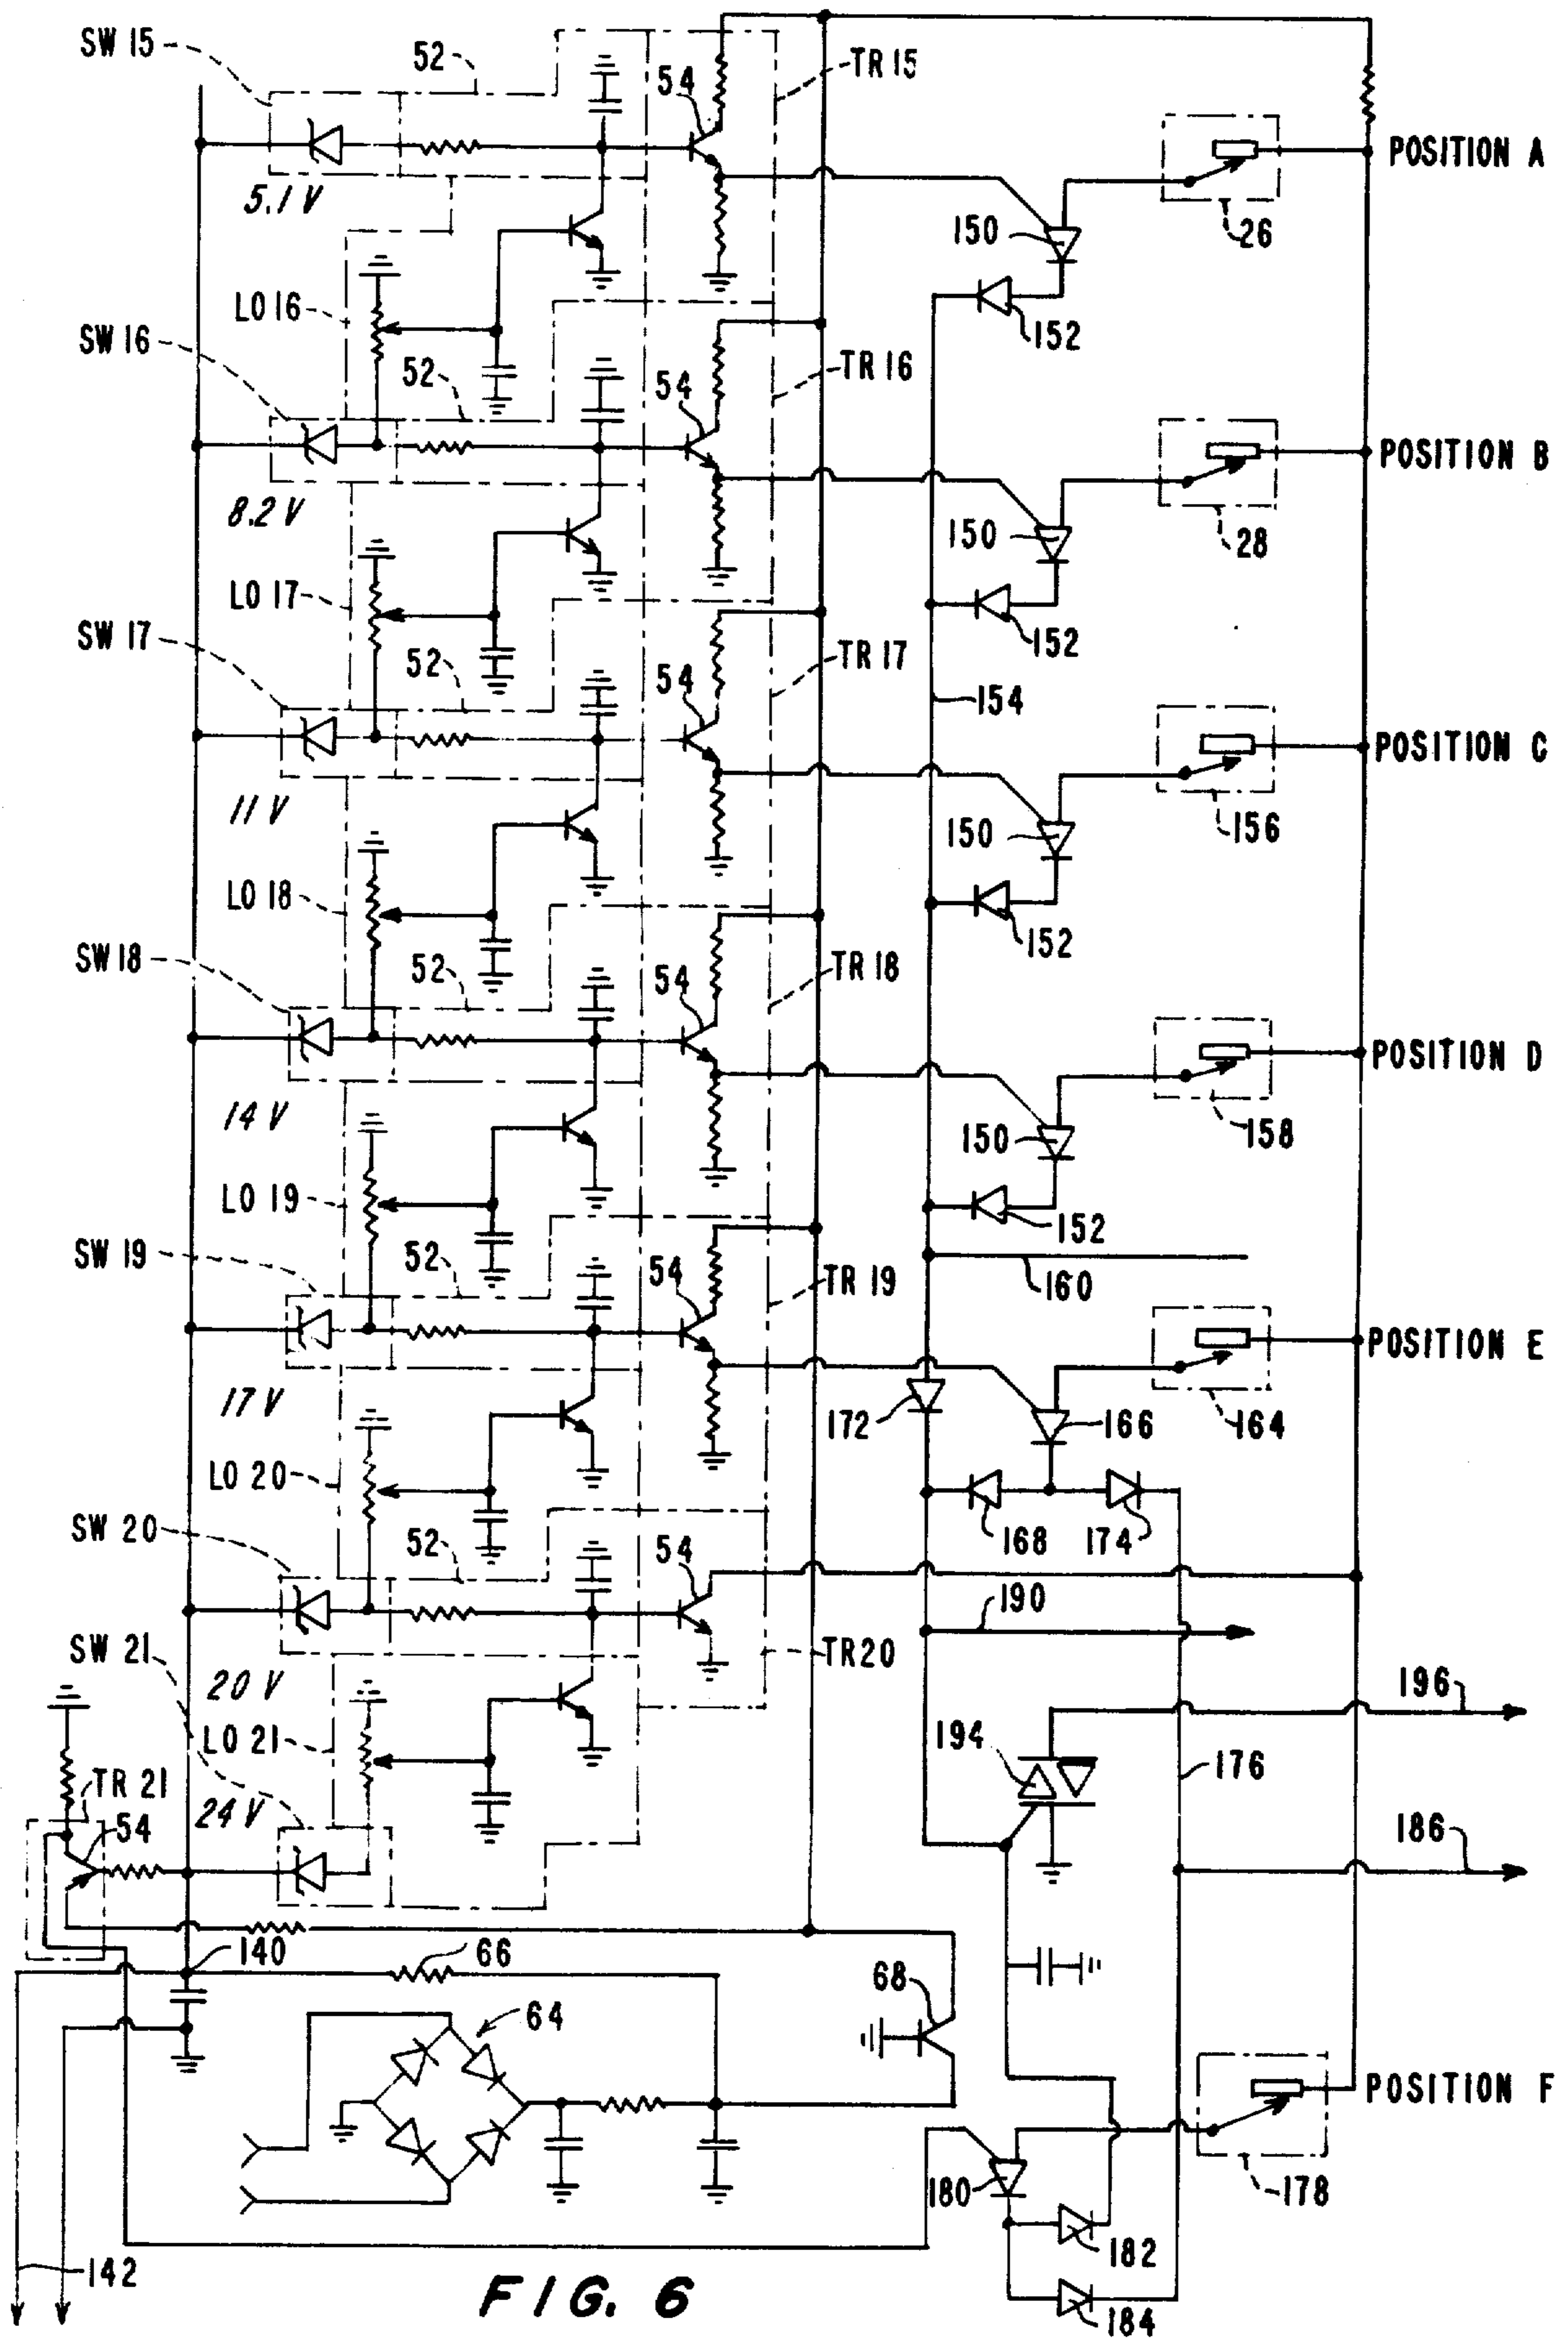 SW 15
52
54
TR 15
POSITION A
5.1 V
150
26
LO 16
152
SW 16
52
54
TR 16
POSITION B
8.2 V
150
28
LO 17
152
SW 17
52
54
TR 17
154
POSITION C
11 V
150
156
LO 18
152
SW 18
52
54
TR 18
POSITION D
14 V
150
158
LO 19
152
SW 19
52
54
TR 19
160
POSITION E
17 V
172
166
164
LO 20
168
174
SW 20
52
54
190
SW 21
20 V
TR 20
196
LO 21
194
176
TR 21
24 V
54
186
140
66
68
64
POSITION F
180
178
182
142
184
FIG. 6